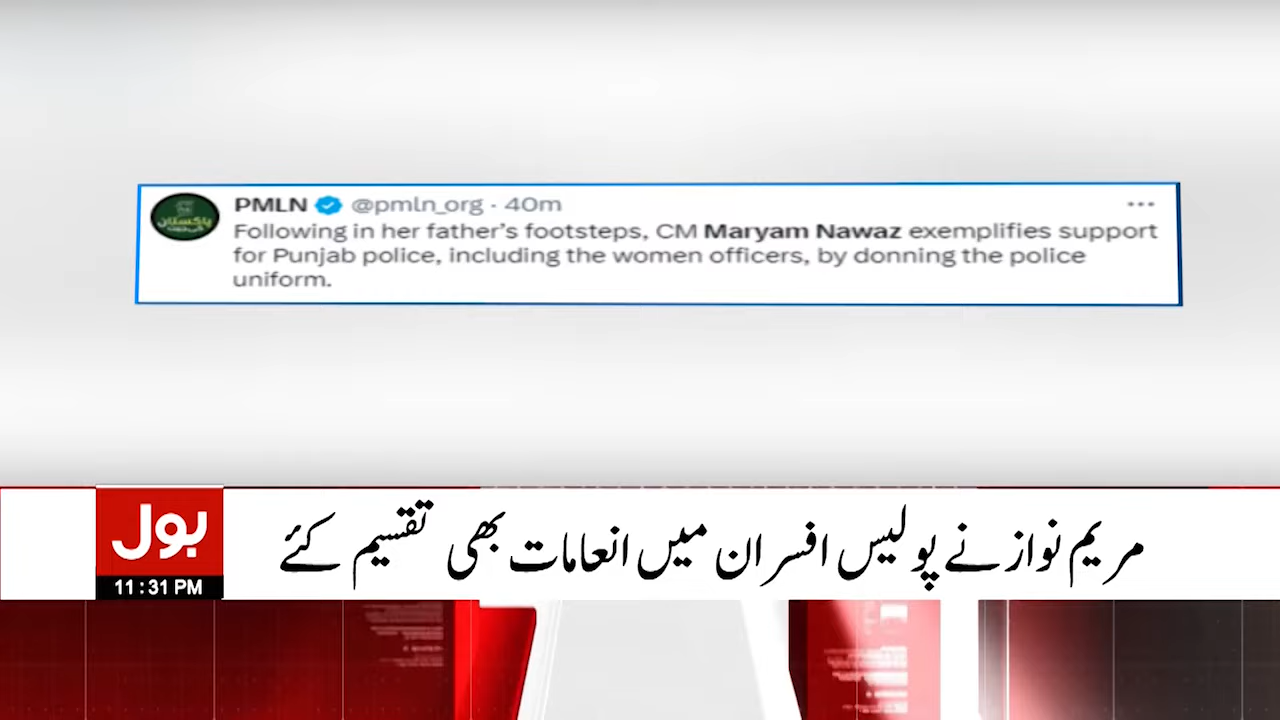 PMLN @pmln_org · 40m
Following in her father's footsteps, CM Maryam Nawaz exemplifies support
for Punjab police, including the women officers, by donning the police
uniform.
مریم نواز نے پولیس افسران میں انعامات بھی تقسیم کئے
بول
11:31 PM